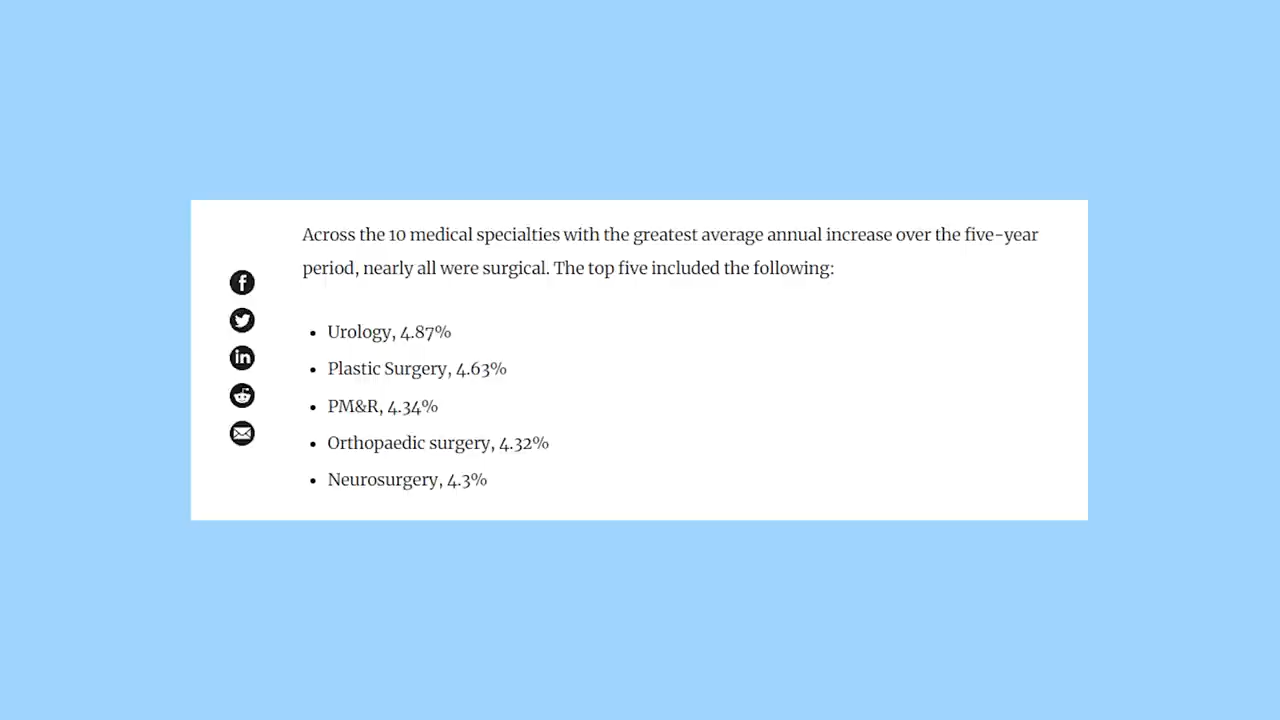 Across the 10 medical specialties with the greatest average annual increase over the five-year
period, nearly all were surgical. The top five included the following:
• Urology, 4.87%
• Plastic Surgery, 4.63%
• PM&R, 4.34%
• Orthopaedic surgery, 4.32%
• Neurosurgery, 4.3%